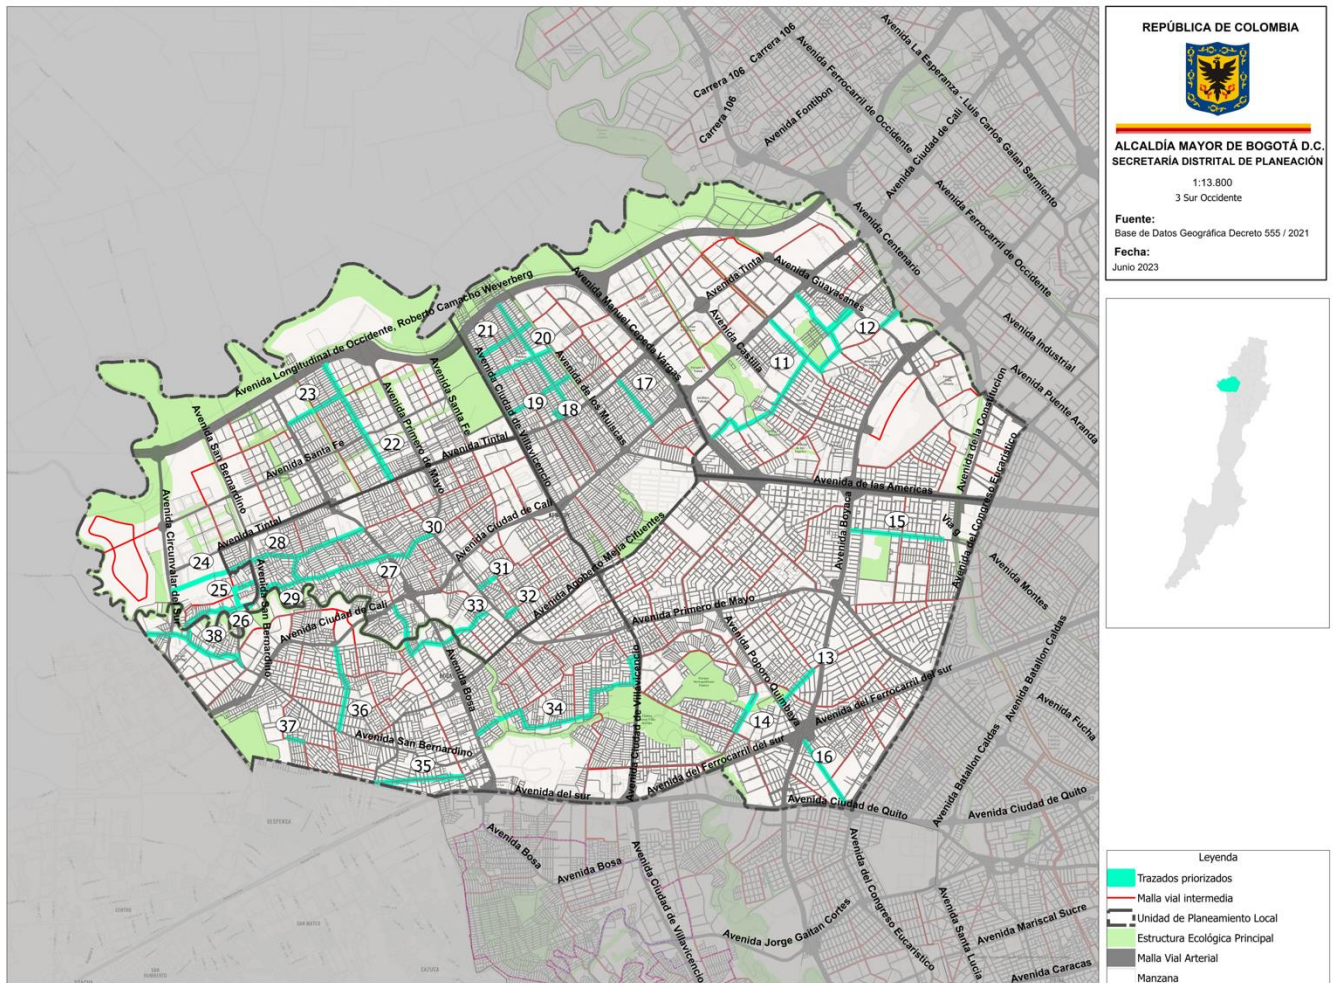 Carrera 106
Carrera 106
Carrera 106
Avenida La Esperanza - Luis Carlos Galan Sarmiento
Avenida Ferrocarril de Occidente
Avenida Fontibon
Avenida Ciudad de Cali
Avenida Ferrocarril de Occidente
Avenida Centenario
Avenida Industrial
Avenida Puente Aranda
Avenida Longitudinal de Occidente, Roberto Camacho Weverberg
Avenida Manuel Cepeda Vargas
Avenida Tintal
Avenida Guayacanes
Avenida Castilla
12
11
21
20
17
19
18
Avenida de los Muiscas
Avenida Ciudad de Villavicencio
23
22
Avenida San Bernardino
Avenida Santa Fe
Avenida Primero de Mayo
Avenida Santa Fe
Avenida Tintal
Avenida Tintal
Avenida Circunvalar del Sur
Avenida de la Constitucion
Avenida del Congreso Eucaristico
Avenida de las Americas
Avenida Boyaca
15
Avenida Montes
30
28
Avenida Ciudad de Cali
24
25
27
29
26
31
32
33
38
Avenida San Bernardino
Avenida Agoberto Mejia Cifuentes
Avenida Ciudad de Cali
Avenida Primero de Mayo
Avenida Poporo Quimbaya
13
Avenida Bosa
34
14
36
37
Avenida San Bernardino
35
16
Avenida del Ferrocarril del sur
Avenida del Ferrocarril del sur
Avenida Ciudad de Villavicencio
Avenida del sur
Avenida Ciudad de Quito
Avenida Ciudad de Quito
Avenida Batallon Caldas
Avenida Batallon Caldas
Avenida Fucha
Avenida Bosa
Avenida Bosa
Avenida Ciudad de Villavicencio
Avenida Jorge Gaitan Cortes
Avenida del Congreso Eucaristico
Avenida Santa Lucia
Avenida Mariscal Sucre
Avenida Caracas
REPÚBLICA DE COLOMBIA
ALCALDÍA MAYOR DE BOGOTÁ D.C.
SECRETARÍA DISTRITAL DE PLANEACIÓN
1:13.800
3 Sur Occidente
Fuente:
Base de Datos Geográfica Decreto 555 / 2021
Fecha:
Junio 2023
Leyenda
Trazados priorizados
Malla vial intermedia
Unidad de Planeamiento Local
Estructura Ecológica Principal
Malla Vial Arterial
Manzana